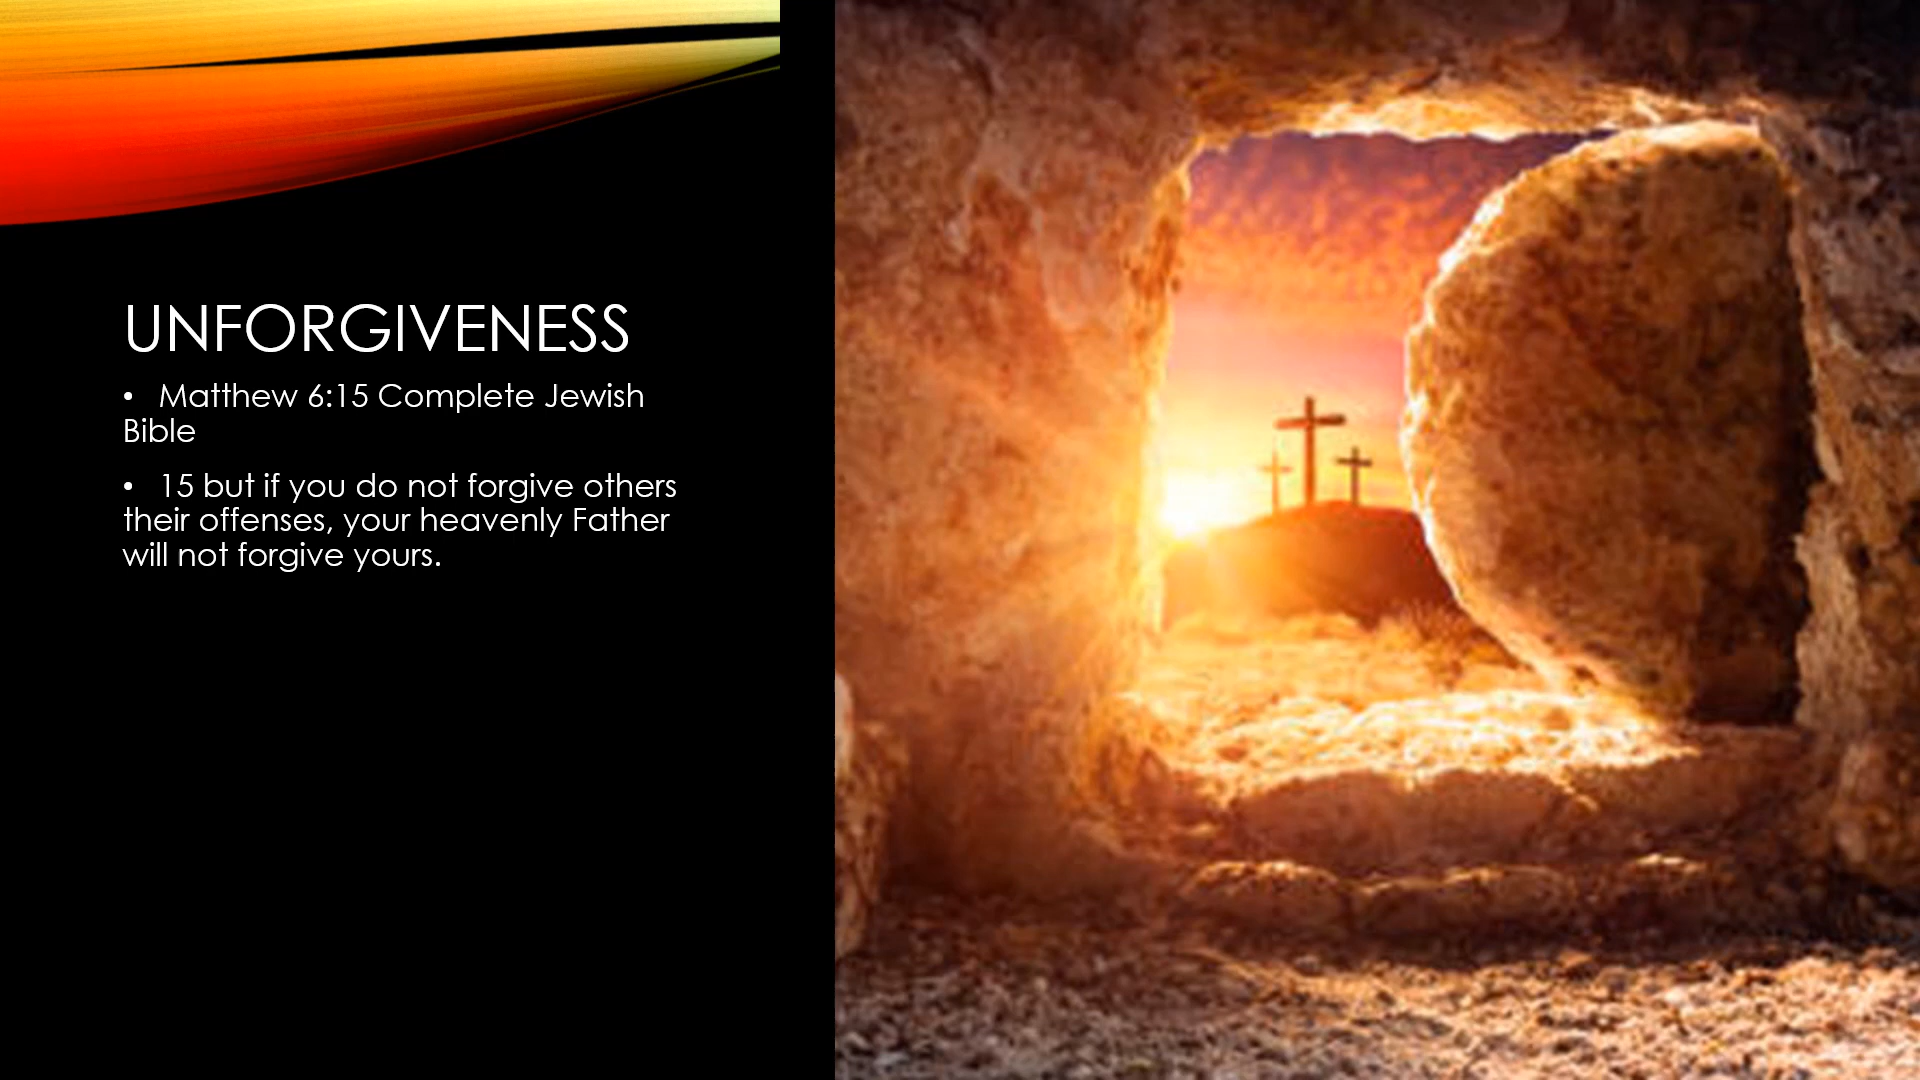 UNFORGIVENESS
• Matthew 6:15 Complete Jewish
Bible
• 15 but if you do not forgive others
their offenses, your heavenly Father
will not forgive yours.